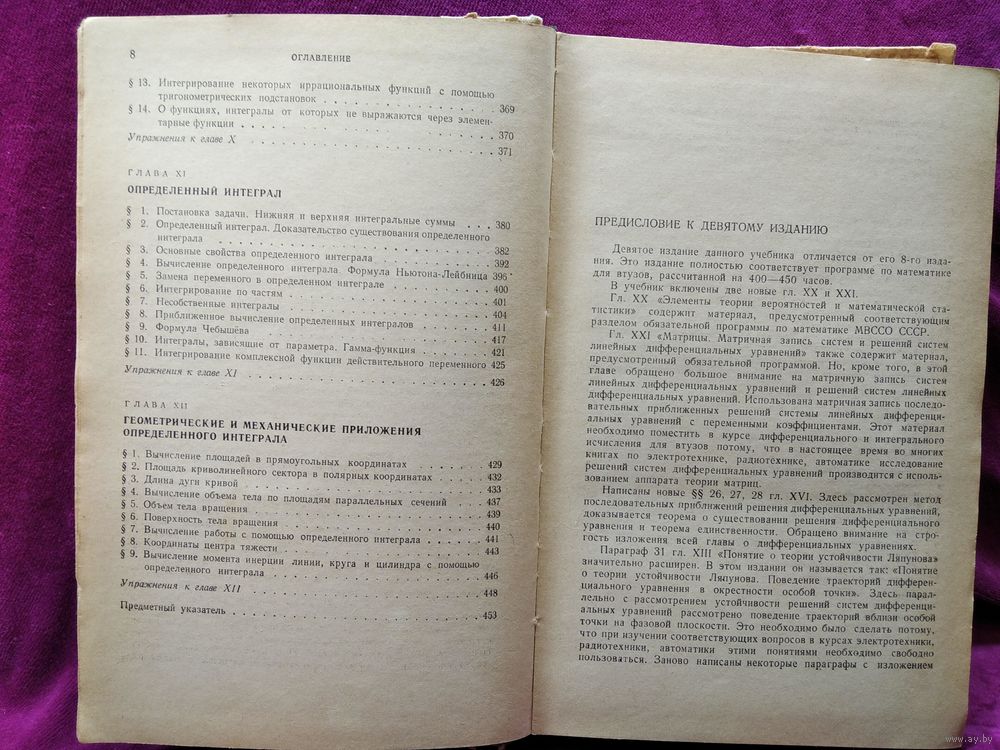 8
ОГЛАВЛЕНИЕ
§ 13. Интегрирование некоторых иррациональных функций с помощью
тригонометрических подстановок . . . . . . . . . . . . . . . 369
§ 14. О функциях, интегралы от которых не выражаются через элемен-
тарные функции . . . . . . . . . . . . . . . . . . . . . 370
Упражнения к главе X . . . . . . . . . . . . . . . . . . . . 371
ГЛАВА XI
ОПРЕДЕЛЕННЫЙ ИНТЕГРАЛ
§ 1. Постановка задачи. Нижняя и верхняя интегральные суммы . . . 380
§ 2. Определенный интеграл. Доказательство существования определенного
интеграла . . . . . . . . . . . . . . . . . . . . . . . 382
§ 3. Основные свойства определенного интеграла . . . . . . . . . 392
§ 4. Вычисление определенного интеграла. Формула Ньютона-Лейбница 396
§ 5. Замена переменного в определенном интеграле . . . . . . . . 400
§ 6. Интегрирование по частям . . . . . . . . . . . . . . . . 401
§ 7. Несобственные интегралы . . . . . . . . . . . . . . . . 404
§ 8. Приближенное вычисление определенных интегралов . . . . . . 411
§ 9. Формула Чебышёва . . . . . . . . . . . . . . . . . . . 417
§ 10. Интегралы, зависящие от параметра. Гамма-функция . . . . . . 421
§ 11. Интегрирование комплексной функции действительного переменного 425
Упражнения к главе XI . . . . . . . . . . . . . . . . . . . 426
ГЛАВА XII
ГЕОМЕТРИЧЕСКИЕ И МЕХАНИЧЕСКИЕ ПРИЛОЖЕНИЯ
ОПРЕДЕЛЕННОГО ИНТЕГРАЛА
§ 1. Вычисление площадей в прямоугольных координатах . . . . . . 429
§ 2. Площадь криволинейного сектора в полярных координатах . . . . 432
§ 3. Длина дуги кривой . . . . . . . . . . . . . . . . . . . 433
§ 4. Вычисление объема тела по площадям параллельных сечений . . . 437
§ 5. Объем тела вращения . . . . . . . . . . . . . . . . . . 439
§ 6. Поверхность тела вращения . . . . . . . . . . . . . . . 440
§ 7. Вычисление работы с помощью определенного интеграла . . . . . 441
§ 8. Координаты центра тяжести . . . . . . . . . . . . . . . 443
§ 9. Вычисление момента инерции линии, круга и цилиндра с помощью
определенного интеграла . . . . . . . . . . . . . . . . . 446
Упражнения к главе XII . . . . . . . . . . . . . . . . . . . 448
Предметный указатель . . . . . . . . . . . . . . . . . . . . 453
ПРЕДИСЛОВИЕ К ДЕВЯТОМУ ИЗДАНИЮ
Девятое издание данного учебника отличается от его 8-го изда-
ния. Это издание полностью соответствует программе по математике
для втузов, рассчитанной на 400—450 часов.
В учебник включены две новые гл. XX и XXI.
Гл. XX «Элементы теории вероятностей и математической ста-
тистики» содержит материал, предусмотренный соответствующим
разделом обязательной программы по математике МВССО СССР.
Гл. XXI «Матрицы. Матричная запись систем и решений систем
линейных дифференциальных уравнений» также содержит материал,
предусмотренный обязательной программой. Но, кроме того, в этой
главе обращено большое внимание на матричную запись систем
линейных дифференциальных уравнений и решений систем линейных
дифференциальных уравнений. Использована матричная запись последо-
вательных приближенных решений системы линейных дифференци-
альных уравнений с переменными коэффициентами. Этот материал
необходимо поместить в курсе дифференциального и интегрального
исчисления для втузов потому, что в настоящее время во многих
книгах по электротехнике, радиотехнике, автоматике исследование
решений систем дифференциальных уравнений производится с исполь-
зованием аппарата теории матриц.
Написаны новые §§ 26, 27, 28 гл. XVI. Здесь рассмотрен метод
последовательных приближений решения дифференциальных уравнений,
доказывается теорема о существовании решения дифференциального
уравнения и теорема единственности. Обращено внимание на стро-
гость изложения всей главы о дифференциальных уравнениях.
Параграф 31 гл. XIII «Понятие о теории устойчивости Ляпунова»
значительно расширен. В этом издании он называется так: «Понятие
о теории устойчивости Ляпунова. Поведение траекторий дифферен-
циального уравнения в окрестности особой точки». Здесь парал-
лельно с рассмотрением устойчивости решений систем дифференци-
альных уравнений рассмотрено поведение траекторий вблизи особой
точки на фазовой плоскости. Это необходимо было сделать потому,
что при изучении соответствующих вопросов в курсах электротехники,
радиотехники, автоматики этими понятиями необходимо свободно
пользоваться. Заново написаны некоторые параграфы с изложением
www.ay.by